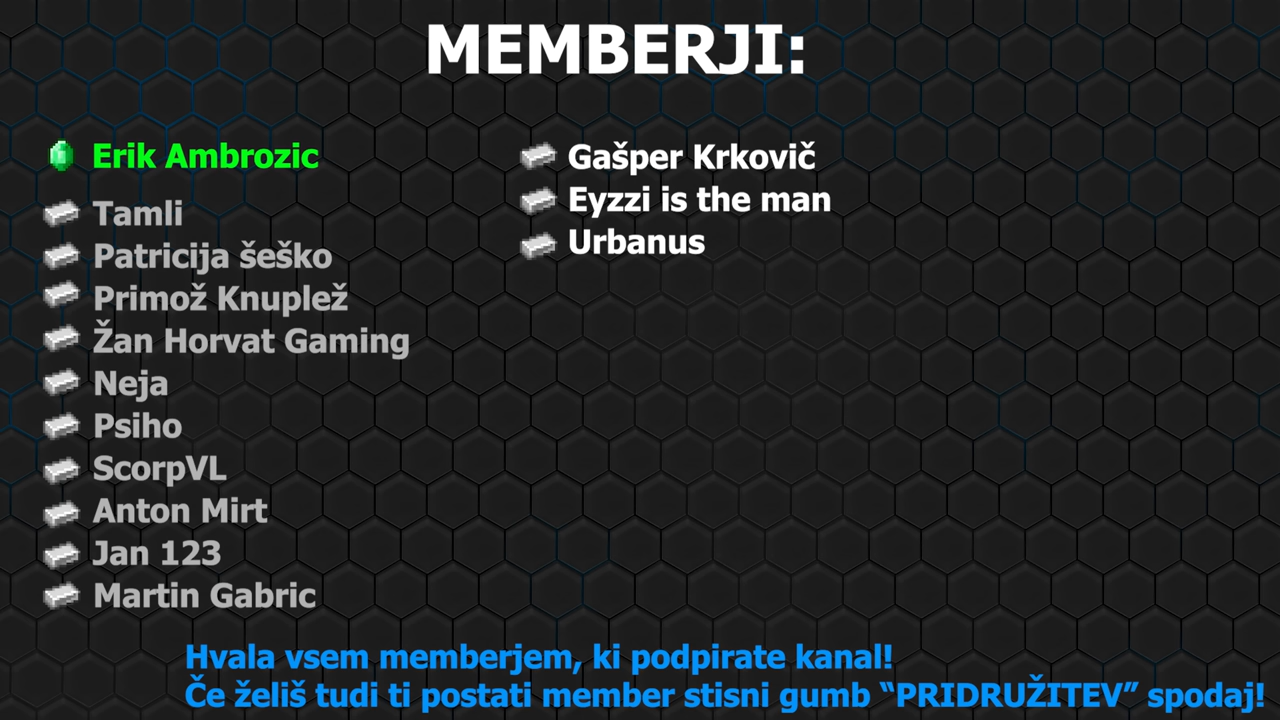 MEMBERJI:
Erik Ambrozic
Tamli
Patricija šeško
Primož Knuplež
Žan Horvat Gaming
Neja
Psiho
ScorpVL
Anton Mirt
Jan 123
Martin Gabric
Gašper Krkovič
Eyzzi is the man
Urbanus
Hvala vsem memberjem, ki podpirate kanal!
Če želiš tudi ti postati member stisni gumb “PRIDRUŽITEV” spodaj!